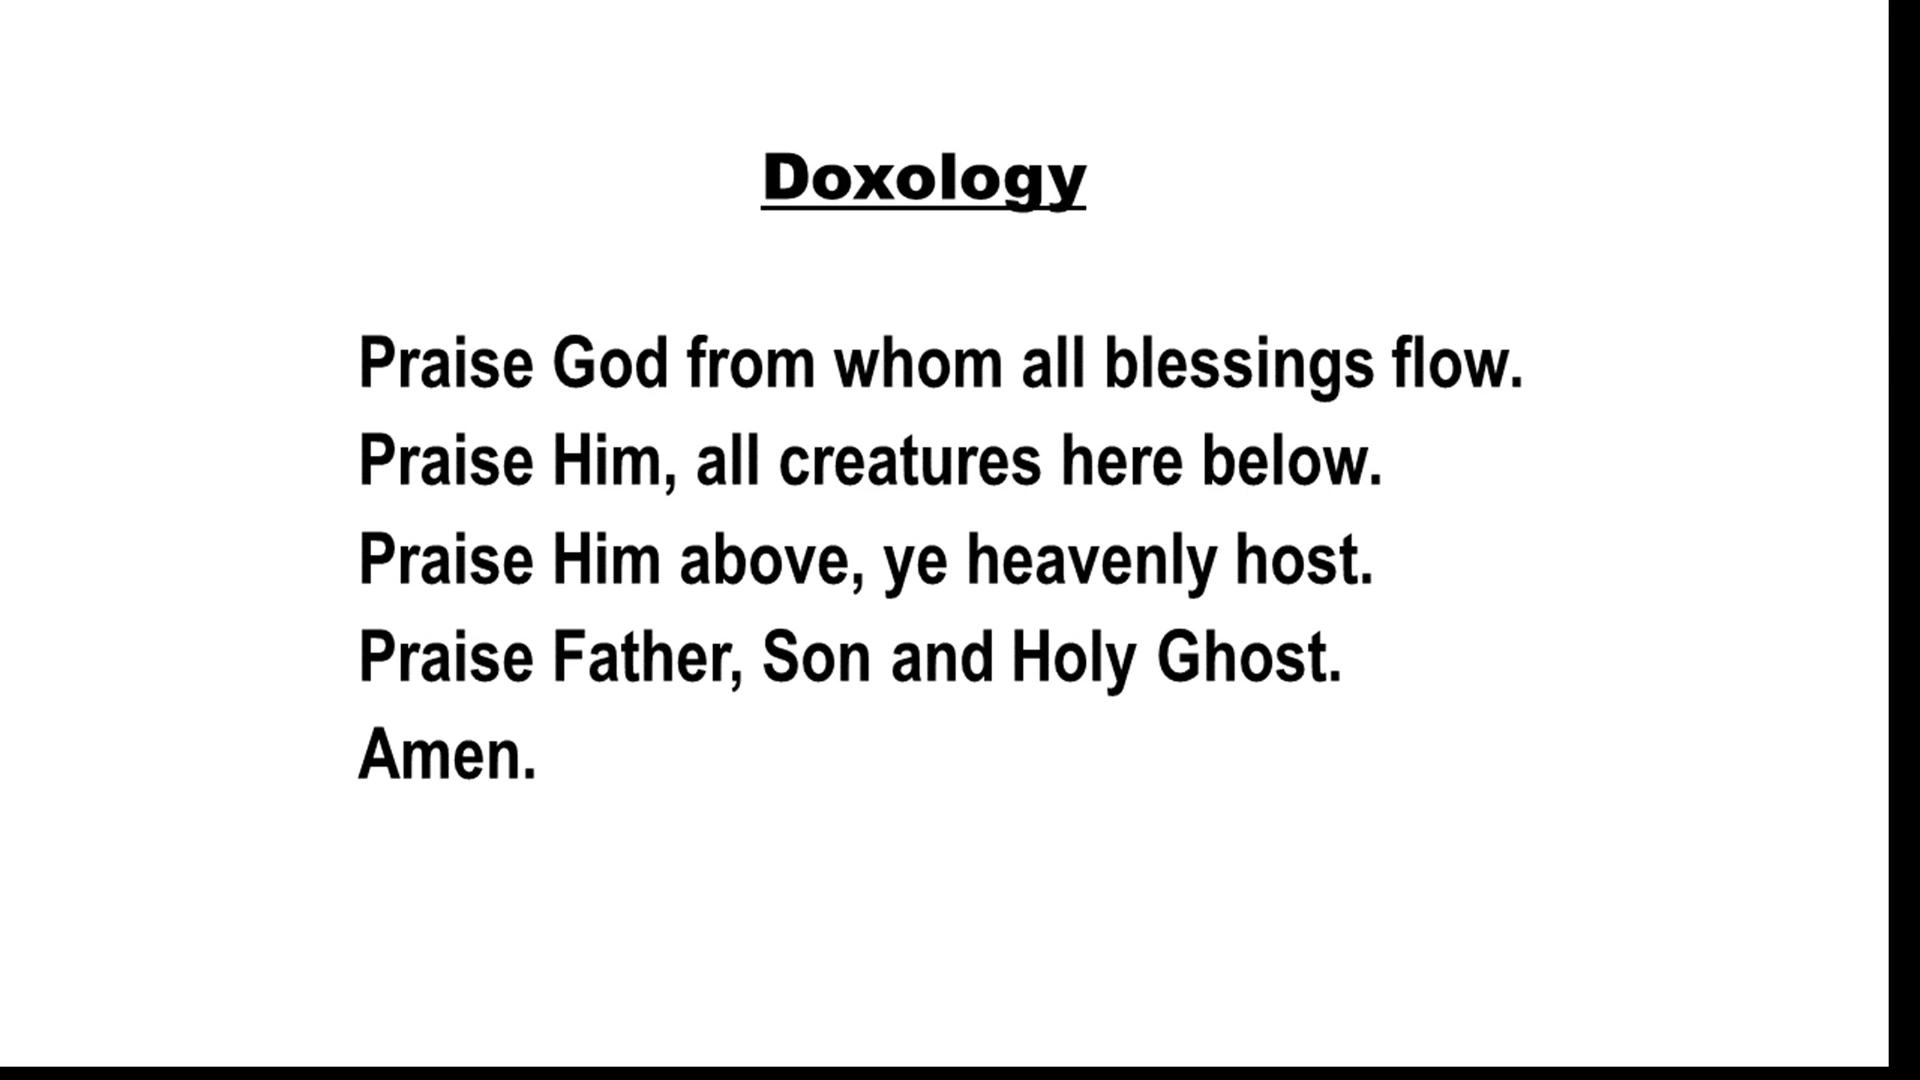 Doxology
Praise God from whom all blessings flow.
Praise Him, all creatures here below.
Praise Him above, ye heavenly host.
Praise Father, Son and Holy Ghost.
Amen.